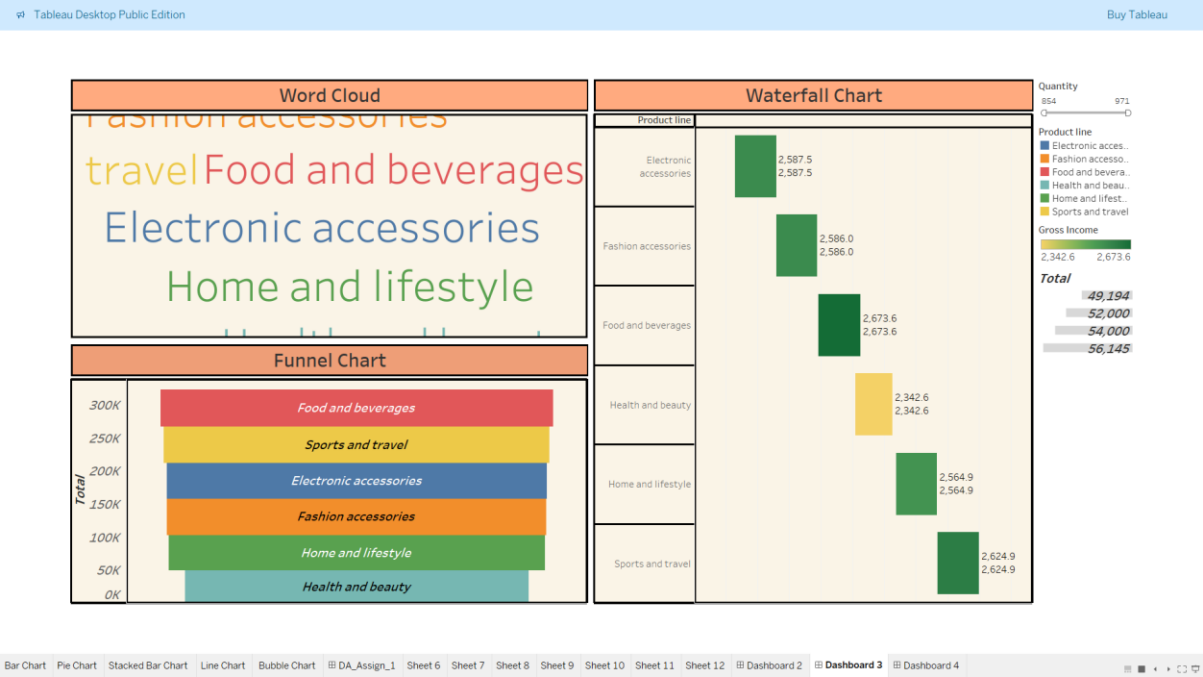 Tableau Desktop Public Edition
Buy Tableau
Word Cloud
Fashion accessories
travel Food and beverages
Electronic accessories
Home and lifestyle
Funnel Chart
Total
300K
250K
200K
150K
100K
50K
0K
Food and beverages
Sports and travel
Electronic accessories
Fashion accessories
Home and lifestyle
Health and beauty
Waterfall Chart
Product line
Electronic
accessories
2,587.5
2,587.5
Fashion accessories
2,586.0
2,586.0
Food and beverages
2,673.6
2,673.6
Health and beauty
2,342.6
2,342.6
Home and lifestyle
2,564.9
2,564.9
Sports and travel
2,624.9
2,624.9
Quantity
854 971
Product line
Electronic acces..
Fashion accesso..
Food and bevera..
Health and beau..
Home and lifest..
Sports and travel
Gross Income
2,342.6 2,673.6
Total
49,194
52,000
54,000
56,145
Bar Chart Pie Chart Stacked Bar Chart Line Chart Bubble Chart DA_Assign_1 Sheet 6 Sheet 7 Sheet 8 Sheet 9 Sheet 10 Sheet 11 Sheet 12 Dashboard 2 Dashboard 3 Dashboard 4